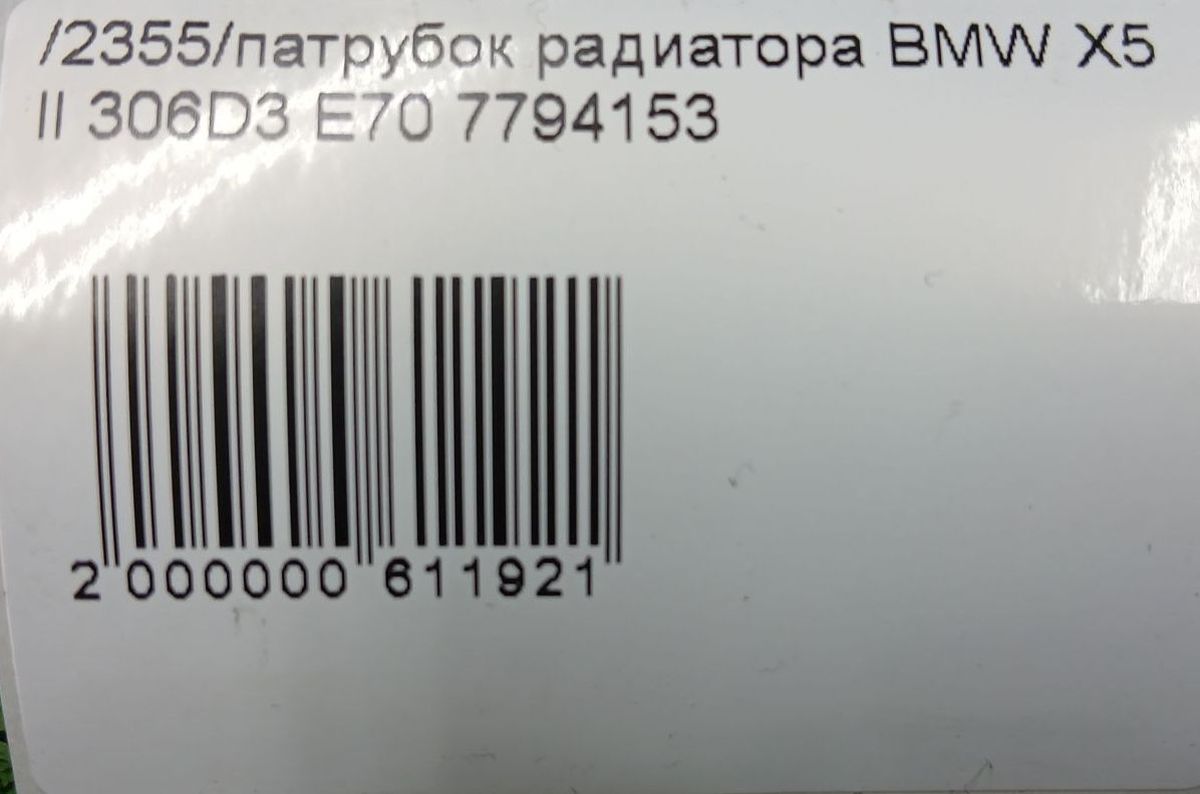 /2355/патрубок радиатора BMW X5
II 306D3 E70 7794153
2 000000 611921